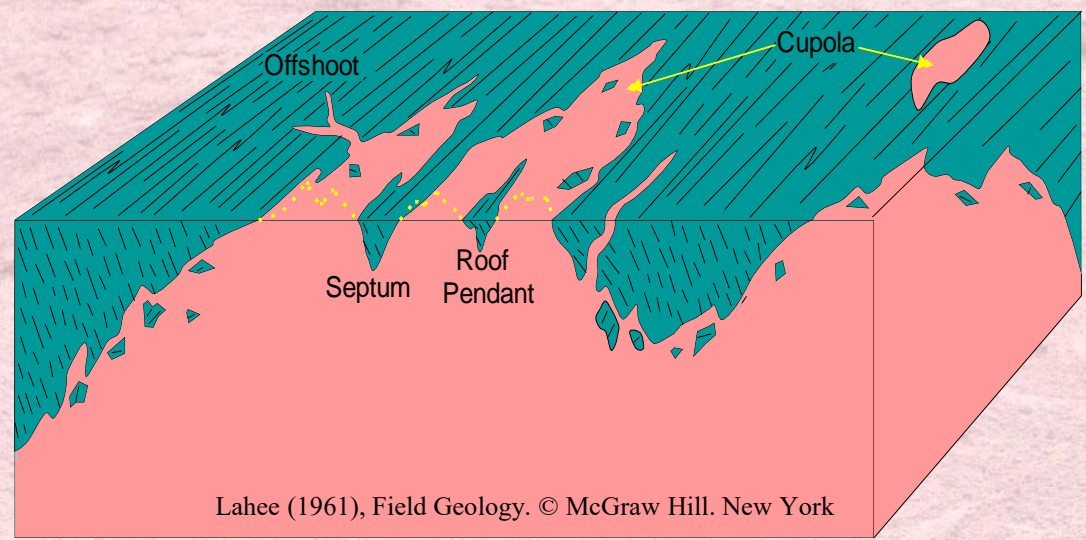 Offshoot
Cupola
Septum
Roof
Pendant
Lahee (1961), Field Geology. © McGraw Hill. New York